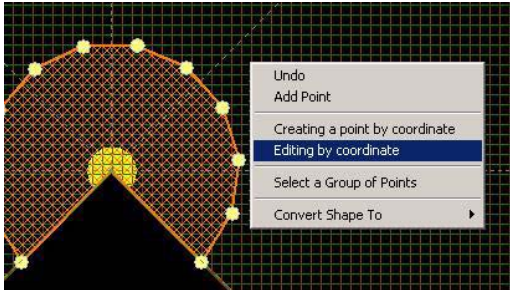 Undo
Add Point
Creating a point by coordinate
Editing by coordinate
Select a Group of Points
Convert Shape To